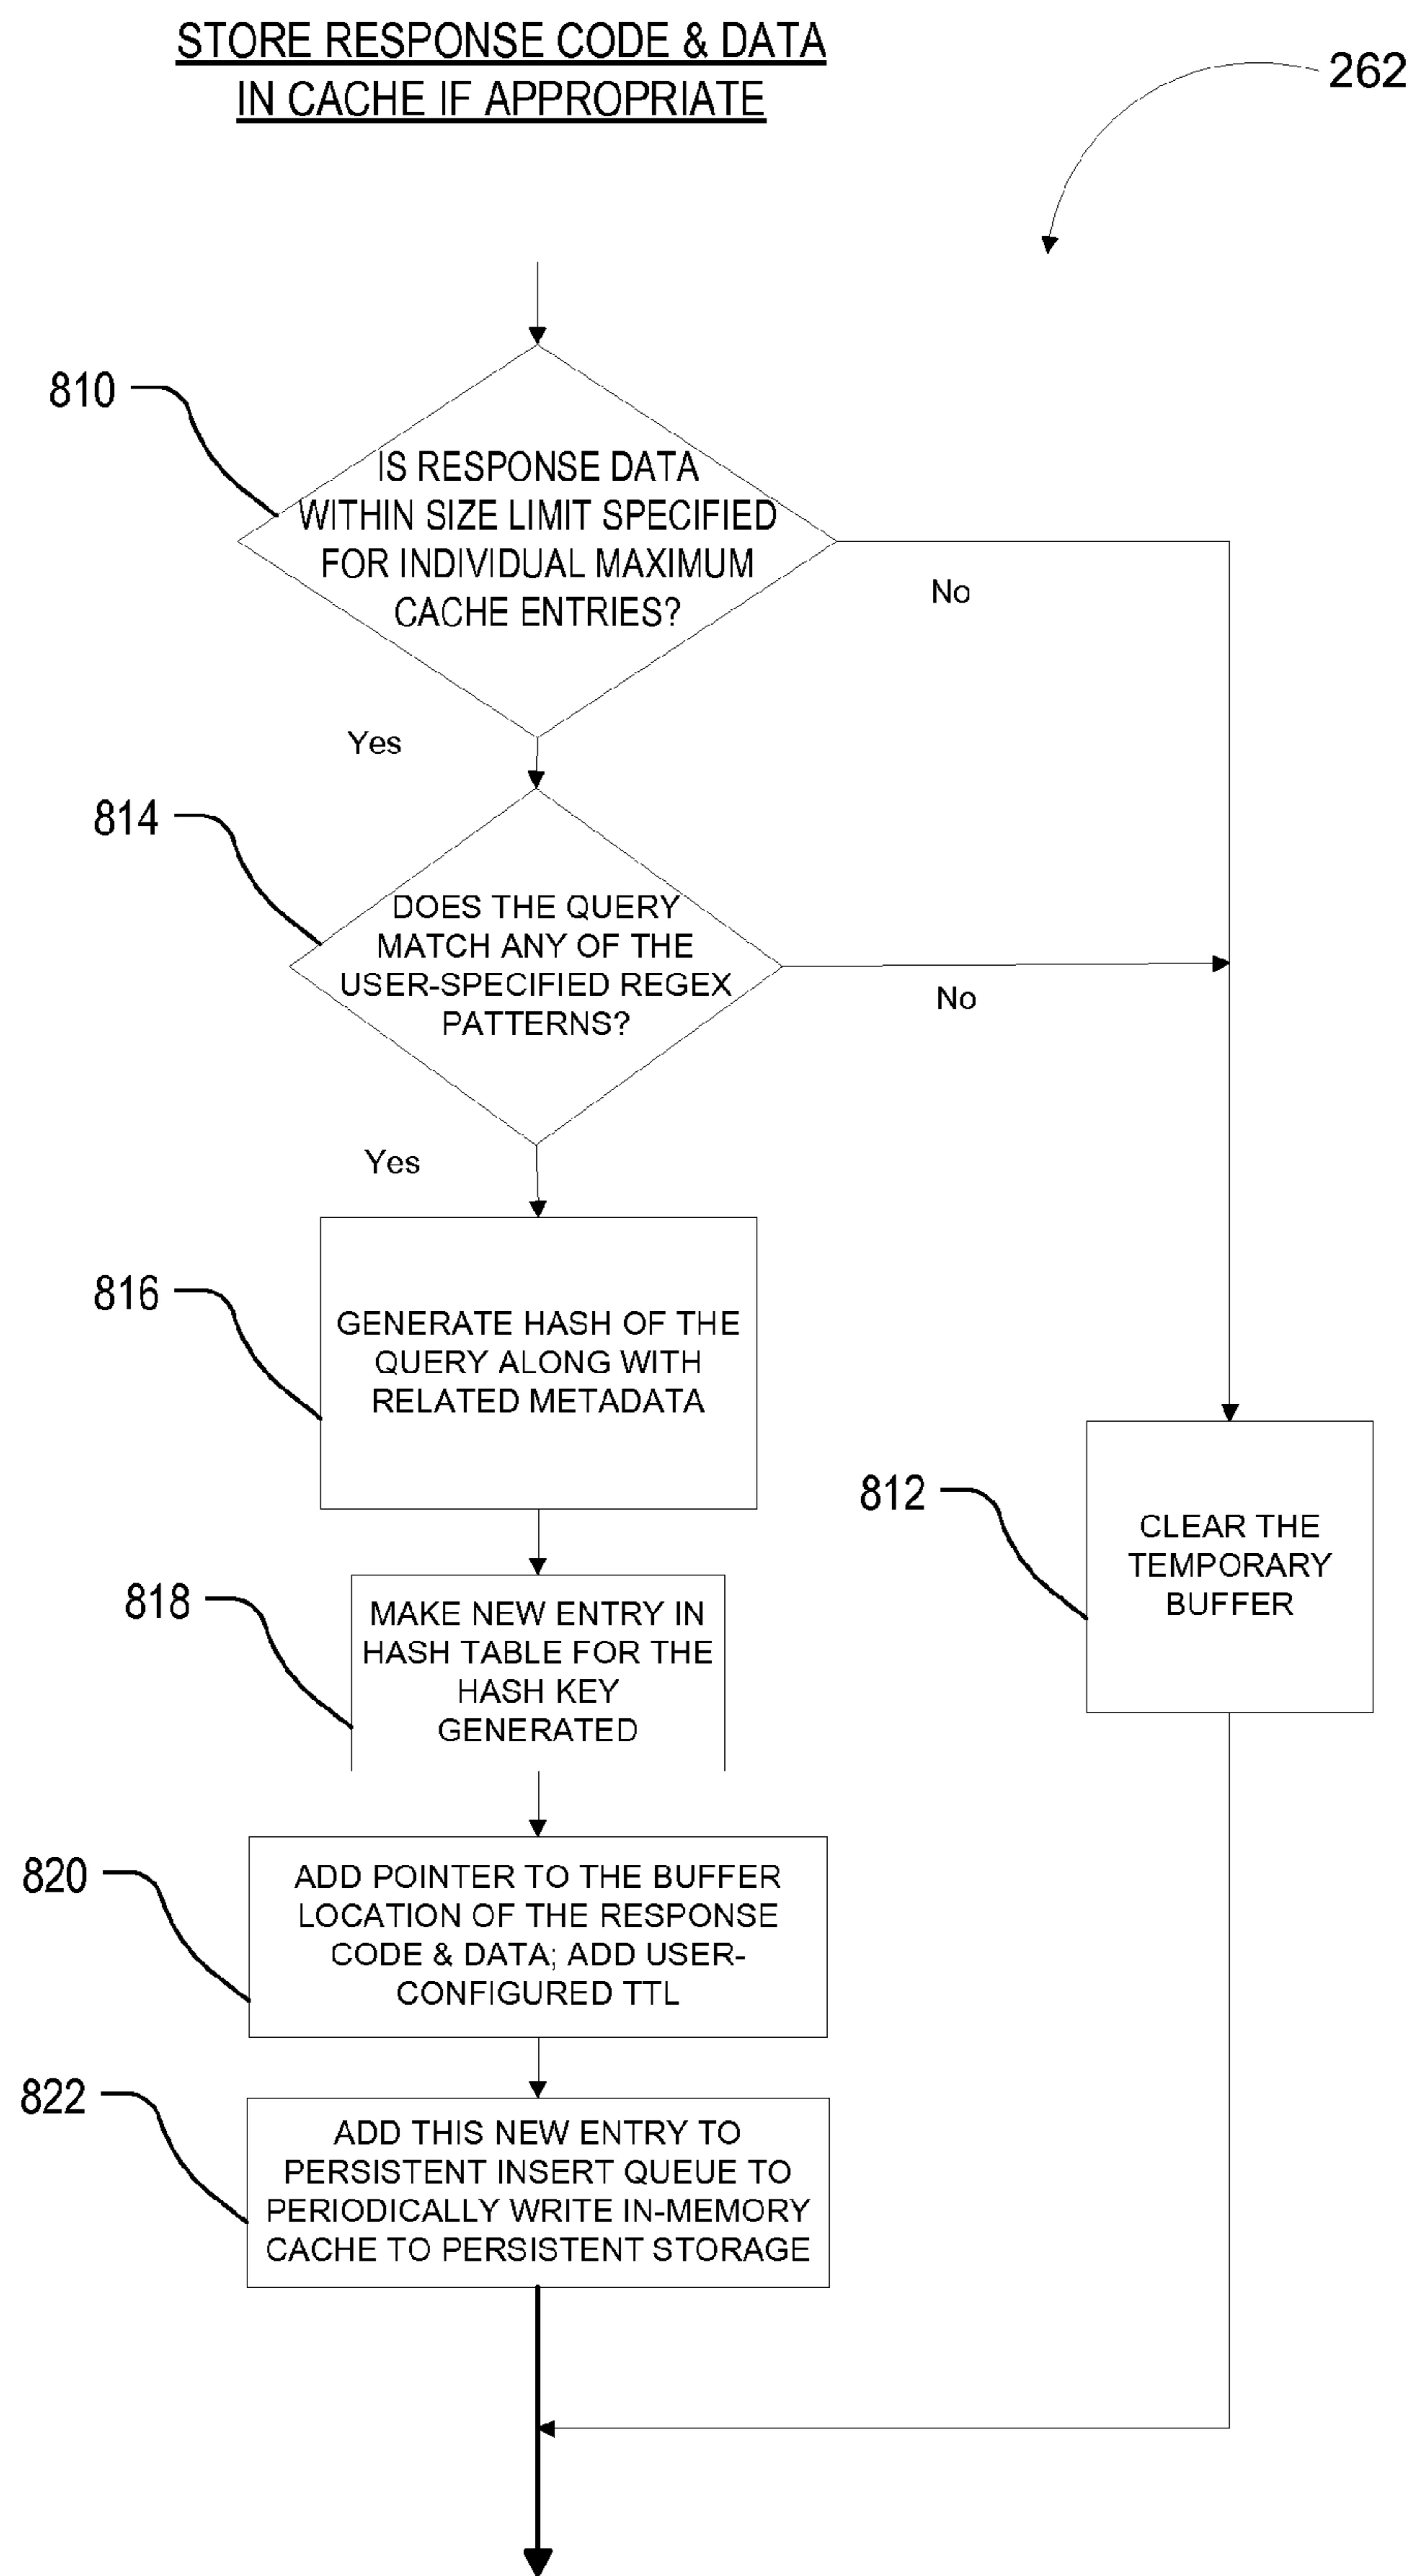 STORE RESPONSE CODE & DATA
IN CACHE IF APPROPRIATE
262
810
IS RESPONSE DATA
WITHIN SIZE LIMIT SPECIFIED
FOR INDIVIDUAL MAXIMUM
CACHE ENTRIES?
No
Yes
814
DOES THE QUERY
MATCH ANY OF THE
USER-SPECIFIED REGEX
PATTERNS?
No
Yes
816
GENERATE HASH OF THE
QUERY ALONG WITH
RELATED METADATA
812
CLEAR THE
TEMPORARY
BUFFER
818
MAKE NEW ENTRY IN
HASH TABLE FOR THE
HASH KEY
GENERATED
820
ADD POINTER TO THE BUFFER
LOCATION OF THE RESPONSE
CODE & DATA; ADD USER-
CONFIGURED TTL
822
ADD THIS NEW ENTRY TO
PERSISTENT INSERT QUEUE TO
PERIODICALLY WRITE IN-MEMORY
CACHE TO PERSISTENT STORAGE